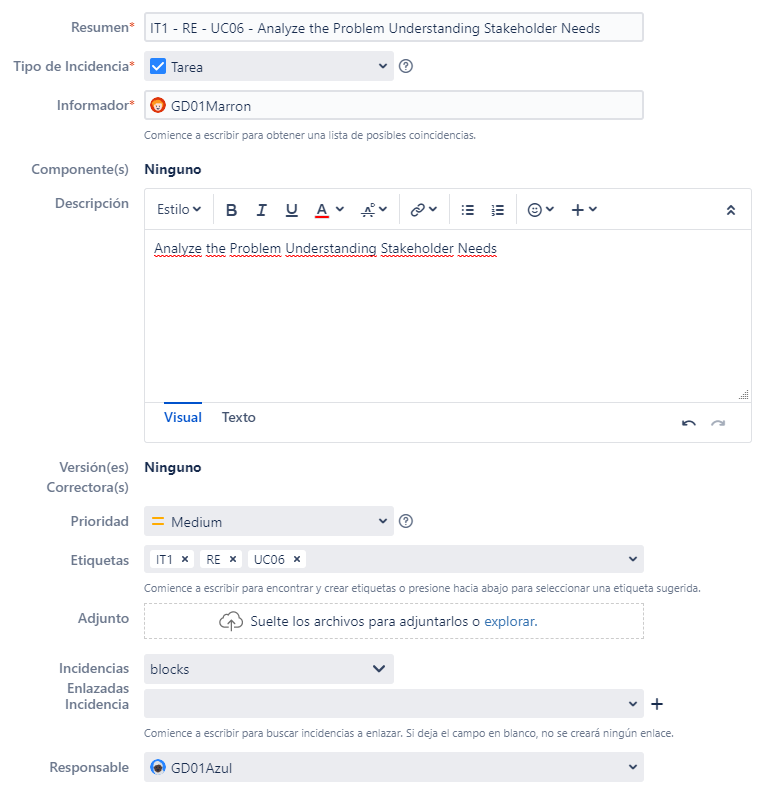 Resumen* IT1 - RE - UC06 - Analyze the Problem Understanding Stakeholder Needs
Tipo de Incidencia* Tarea
Informador* GD01Marron
Comience a escribir para obtener una lista de posibles coincidencias.
Componente(s) Ninguno
Descripción
Estilo B I U A
Analyze the Problem Understanding Stakeholder Needs
Visual Texto
Versión(es) Correctora(s) Ninguno
Prioridad Medium
Etiquetas IT1 × RE × UC06 ×
Comience a escribir para encontrar y crear etiquetas o presione hacia abajo para seleccionar una etiqueta sugerida.
Adjunto Suelte los archivos para adjuntarlos o explorar.
Incidencias Enlazadas blocks
Incidencia
Comience a escribir para buscar incidencias a enlazar. Si deja el campo en blanco, no se creará ningún enlace.
Responsable GD01Azul